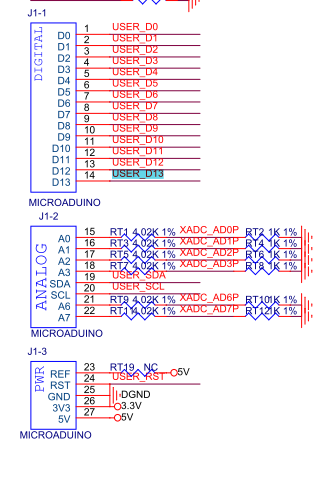 J1-1
DIGITAL
D0 1 USER_D0
D1 2 USER_D1
D2 3 USER_D2
D3 4 USER_D3
D4 5 USER_D4
D5 6 USER_D5
D6 7 USER_D6
D7 8 USER_D7
D8 9 USER_D8
D9 10 USER_D9
D10 11 USER_D10
D11 12 USER_D11
D12 13 USER_D12
D13 14 USER_D13
MICROADUINO
J1-2
ANALOG
A0 15 RT1 4.02K 1% XADC_AD0P RT2 1K 1%
A1 16 RT3 4.02K 1% XADC_AD1P RT4 1K 1%
A2 17 RT5 4.02K 1% XADC_AD2P RT6 1K 1%
A3 18 RT7 4.02K 1% XADC_AD3P RT8 1K 1%
SDA 19 USER_SDA
SCL 20 USER_SCL
A6 21 RT9 4.02K 1% XADC_AD6P RT10 1K 1%
A7 22 RT11 4.02K 1% XADC_AD7P RT12 1K 1%
MICROADUINO
J1-3
PWR
REF 23 RT19 NC 5V
RST 24 USER_RST
GND 25 DGND
3V3 26 3.3V
5V 27 5V
MICROADUINO